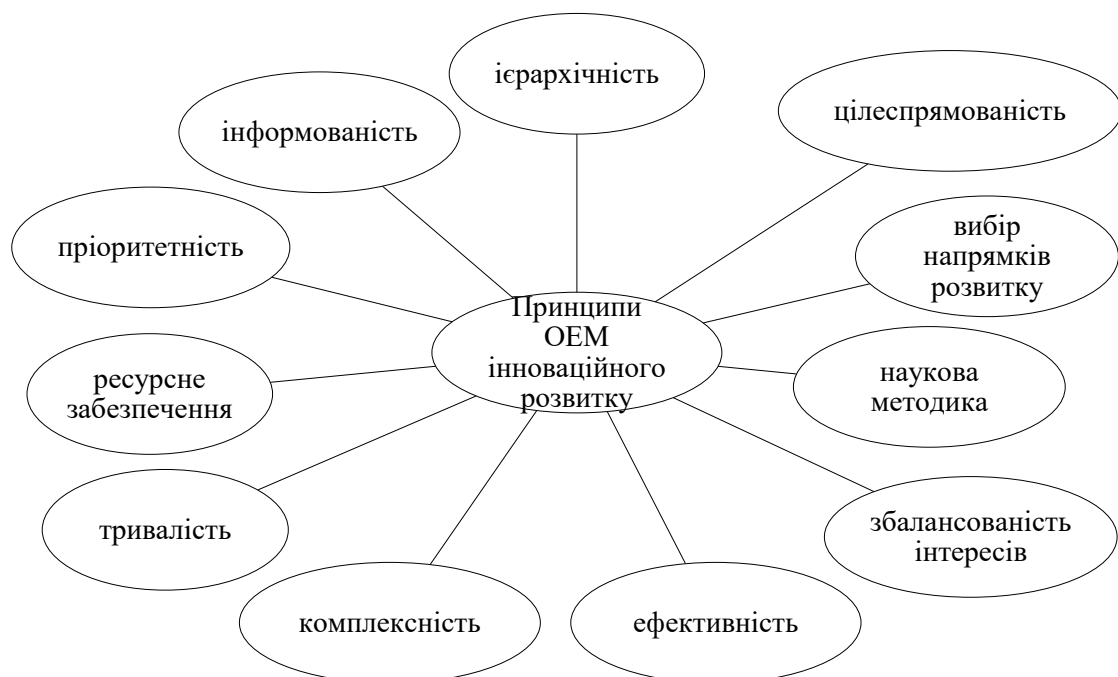 ієрархічність
цілеспрямованість
інформованість
вибір
напрямків
розвитку
пріоритетність
Принципи
ОЕМ
інноваційного
розвитку
наукова
методика
ресурсне
забезпечення
збалансованість
інтересів
тривалість
комплексність
ефективність